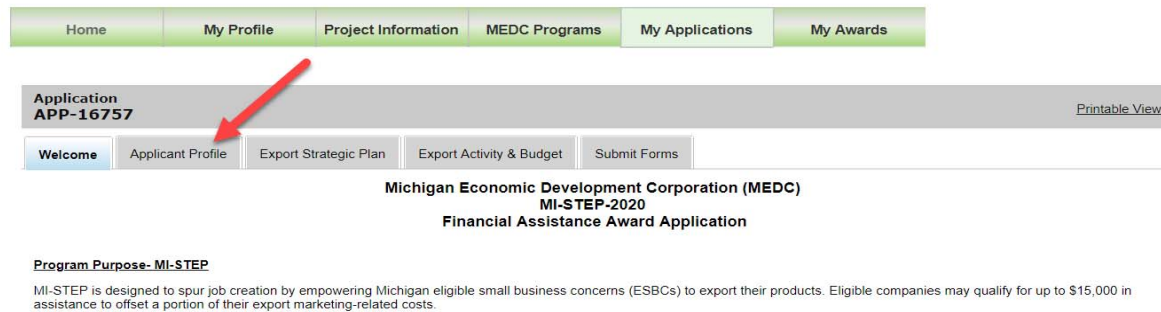 Home My Profile Project Information MEDC Programs My Applications My Awards
Application
APP-16757
Printable View
Welcome Applicant Profile Export Strategic Plan Export Activity & Budget Submit Forms
Michigan Economic Development Corporation (MEDC)
MI-STEP-2020
Financial Assistance Award Application
Program Purpose- MI-STEP
MI-STEP is designed to spur job creation by empowering Michigan eligible small business concerns (ESBCs) to export their products. Eligible companies may qualify for up to $15,000 in
assistance to offset a portion of their export marketing-related costs.